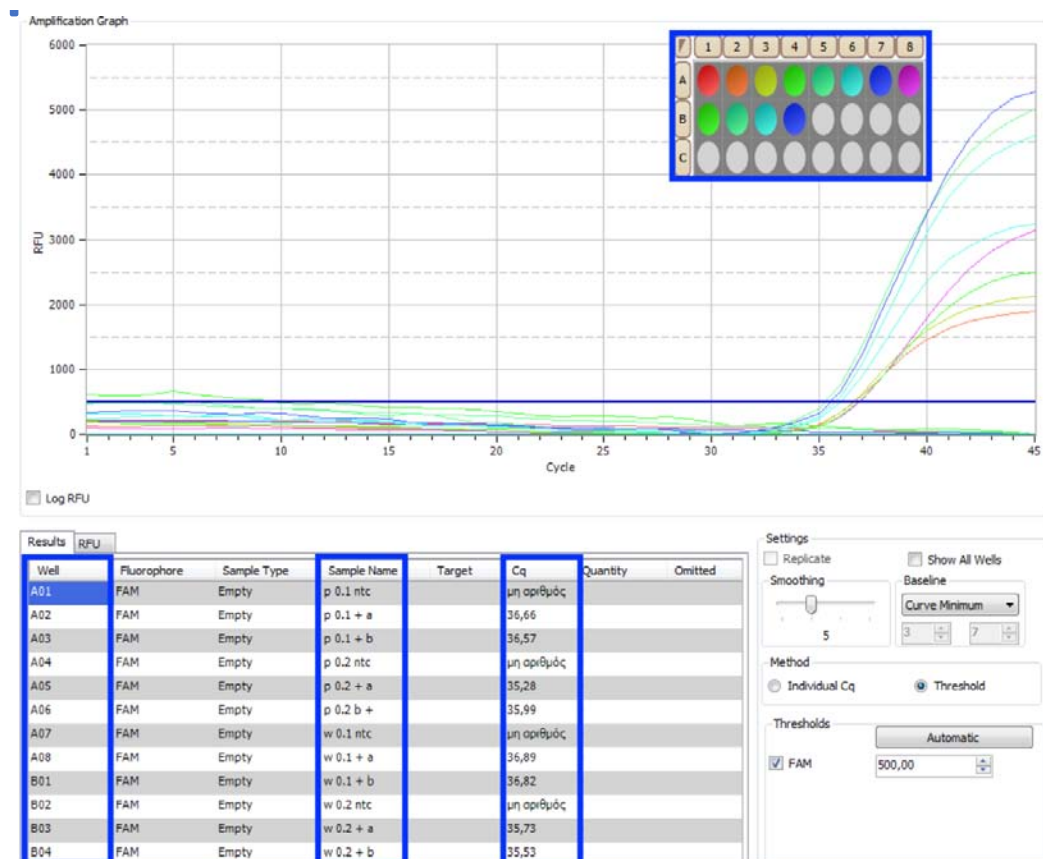 Amplification Graph
1 2 3 4 5 6 7 8
A
B
C
6000
5000
4000
3000
2000
1000
0
RFU
1 5 10 15 20 25 30 35 40 45
Cycle
Log RFU
Results RFU
Well Fluorophore Sample Type Sample Name Target Cq Quantity Omitted
A01 FAM Empty p 0.1 ntc μη αριθμός
A02 FAM Empty p 0.1 + a 36,66
A03 FAM Empty p 0.1 + b 36,57
A04 FAM Empty p 0.2 ntc μη αριθμός
A05 FAM Empty p 0.2 + a 35,28
A06 FAM Empty p 0.2 b + 35,99
A07 FAM Empty w 0.1 ntc μη αριθμός
A08 FAM Empty w 0.1 + a 36,89
B01 FAM Empty w 0.1 + b 36,82
B02 FAM Empty w 0.2 ntc μη αριθμός
B03 FAM Empty w 0.2 + a 35,73
B04 FAM Empty w 0.2 + b 35,53
Settings
Replicate Show All Wells
Smoothing Baseline
Curve Minimum
5 3 7
Method
Individual Cq Threshold
Thresholds
Automatic
FAM 500,00